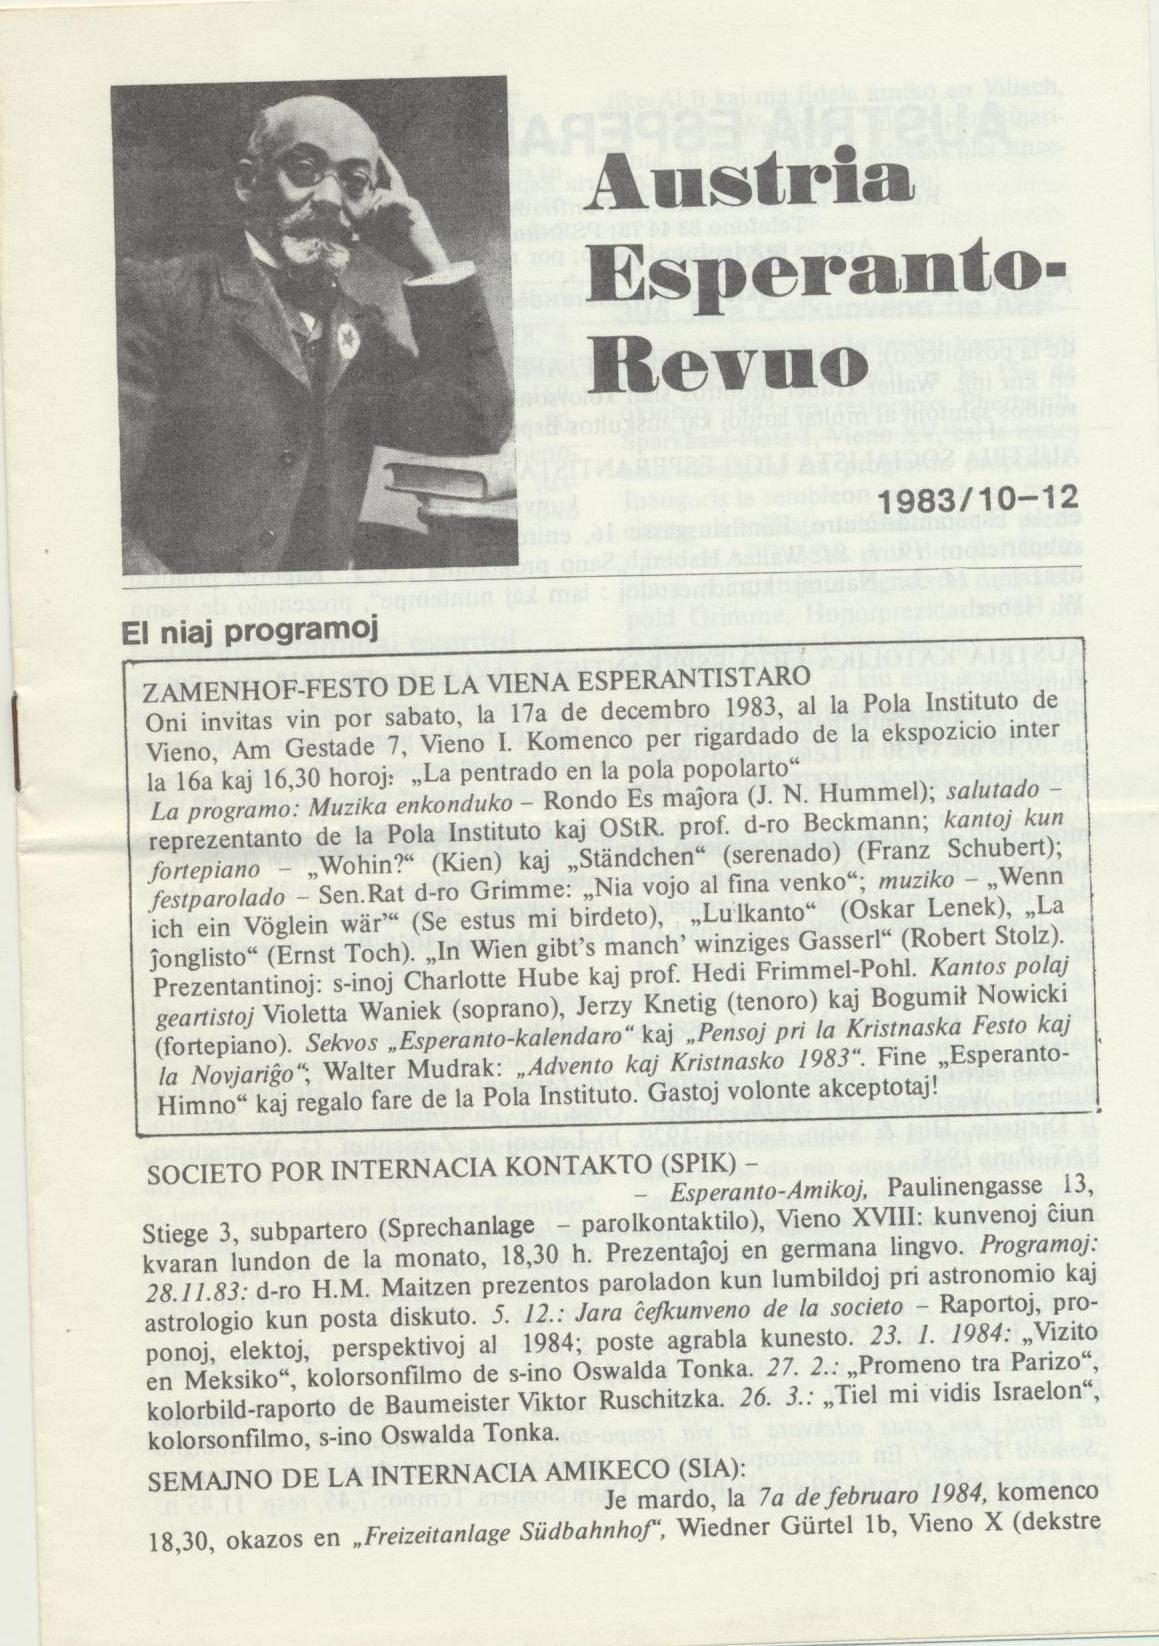 Austria
Esperanto-
Revuo
1983/10–12
El niaj programoj
ZAMENHOF-FESTO DE LA VIENA ESPERANTISTARO
Oni invitas vin por sabato, la 17a de decembro 1983, al la Pola Instituto de
Vieno, Am Gestade 7, Vieno I. Komenco per rigardado de la ekspozicio inter
la 16a kaj 16,30 horoj: „La pentrado en la pola popolarto“
La programo: Muzika enkonduko – Rondo Es maĵora (J. N. Hummel); salutado –
reprezentanto de la Pola Instituto kaj OStR. prof. d-ro Beckmann; kantoj kun
fortepiano – „Wohin?“ (Kien) kaj „Ständchen“ (serenado) (Franz Schubert);
festparolado – Sen.Rat d-ro Grimme: „Nia vojo al fina venko“; muziko – „Wenn
ich ein Vöglein wär’“ (Se estus mi birdeto), „Lulkanto“ (Oskar Lenek), „La
ĵonglisto“ (Ernst Toch). „In Wien gibt's manch’ winziges Gasserl“ (Robert Stolz).
Prezentantinoj: s-inoj Charlotte Hube kaj prof. Hedi Frimmel-Pohl. Kantos polaj
geartistoj Violetta Waniek (soprano), Jerzy Knetig (tenoro) kaj Bogumił Nowicki
(fortepiano). Sekvos „Esperanto-kalendaro“ kaj „Pensoj pri la Kristnaska Festo kaj
la Novjariĝo“; Walter Mudrak: „Advento kaj Kristnasko 1983“. Fine „Esperanto-
Himno“ kaj regalo fare de la Pola Instituto. Gastoj volonte akceptotaj!
SOCIETO POR INTERNACIA KONTAKTO (SPIK) –
– Esperanto-Amikoj, Paulinengasse 13,
Stiege 3, subpartero (Sprechanlage – parolkontaktilo), Vieno XVIII: kunvenoj ĉiun
kvaran lundon de la monato, 18,30 h. Prezentaĵoj en germana lingvo. Programoj:
28.11.83: d-ro H.M. Maitzen prezentos paroladon kun lumbildoj pri astronomio kaj
astrologio kun posta diskuto. 5. 12.: Jara ĉefkunveno de la societo – Raportoj, pro-
ponoj, elektoj, perspektivoj al 1984; poste agrabla kunesto. 23. 1. 1984: „Vizito
en Meksiko“, kolorsonfilmo de s-ino Oswalda Tonka. 27. 2.: „Promeno tra Parizo“,
kolorbild-raporto de Baumeister Viktor Ruschitzka. 26. 3.: „Tiel mi vidis Israelon“,
kolorsonfilmo, s-ino Oswalda Tonka.
SEMAJNO DE LA INTERNACIA AMIKECO (SIA):
Je mardo, la 7a de februaro 1984, komenco
18,30, okazos en „Freizeitanlage Südbahnhof“, Wiedner Gürtel 1b, Vieno X (dekstre